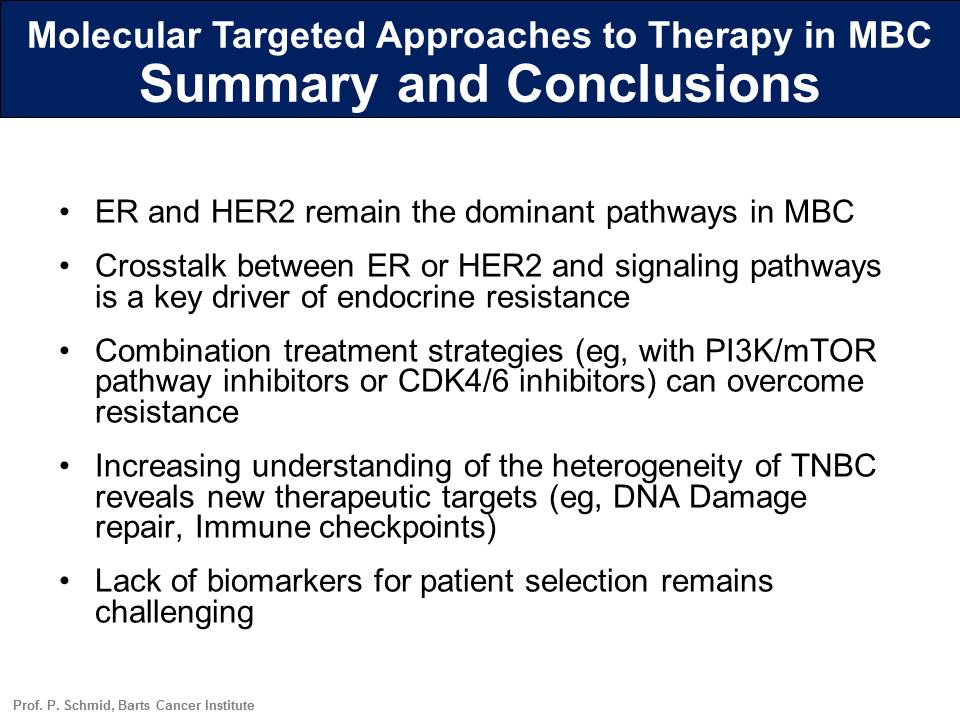 Molecular Targeted Approaches to Therapy in MBC
Summary and Conclusions
• ER and HER2 remain the dominant pathways in MBC
• Crosstalk between ER or HER2 and signaling pathways
is a key driver of endocrine resistance
• Combination treatment strategies (eg, with PI3K/mTOR
pathway inhibitors or CDK4/6 inhibitors) can overcome
resistance
• Increasing understanding of the heterogeneity of TNBC
reveals new therapeutic targets (eg, DNA Damage
repair, Immune checkpoints)
• Lack of biomarkers for patient selection remains
challenging
Prof. P. Schmid, Barts Cancer Institute